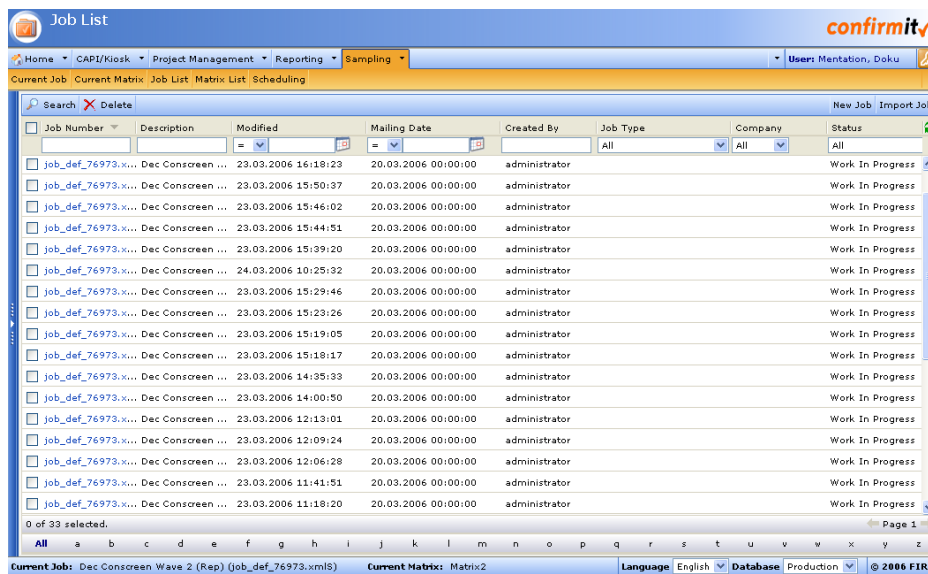 Job List
confirmit
Home CAPI/Kiosk Project Management Reporting Sampling User: Mentation, Doku
Current Job Current Matrix Job List Matrix List Scheduling
Search Delete New Job Import Jo
Job Number Description Modified Mailing Date Created By Job Type Company Status
= = All All All
job_def_76973.x... Dec Conscreen ... 23.03.2006 16:18:23 20.03.2006 00:00:00 administrator Work In Progress
job_def_76973.x... Dec Conscreen ... 23.03.2006 15:50:37 20.03.2006 00:00:00 administrator Work In Progress
job_def_76973.x... Dec Conscreen ... 23.03.2006 15:46:02 20.03.2006 00:00:00 administrator Work In Progress
job_def_76973.x... Dec Conscreen ... 23.03.2006 15:44:51 20.03.2006 00:00:00 administrator Work In Progress
job_def_76973.x... Dec Conscreen ... 23.03.2006 15:39:20 20.03.2006 00:00:00 administrator Work In Progress
job_def_76973.x... Dec Conscreen ... 24.03.2006 10:25:32 20.03.2006 00:00:00 administrator Work In Progress
job_def_76973.x... Dec Conscreen ... 23.03.2006 15:29:46 20.03.2006 00:00:00 administrator Work In Progress
job_def_76973.x... Dec Conscreen ... 23.03.2006 15:23:26 20.03.2006 00:00:00 administrator Work In Progress
job_def_76973.x... Dec Conscreen ... 23.03.2006 15:19:05 20.03.2006 00:00:00 administrator Work In Progress
job_def_76973.x... Dec Conscreen ... 23.03.2006 15:18:17 20.03.2006 00:00:00 administrator Work In Progress
job_def_76973.x... Dec Conscreen ... 23.03.2006 14:35:33 20.03.2006 00:00:00 administrator Work In Progress
job_def_76973.x... Dec Conscreen ... 23.03.2006 14:00:50 20.03.2006 00:00:00 administrator Work In Progress
job_def_76973.x... Dec Conscreen ... 23.03.2006 12:13:01 20.03.2006 00:00:00 administrator Work In Progress
job_def_76973.x... Dec Conscreen ... 23.03.2006 12:09:24 20.03.2006 00:00:00 administrator Work In Progress
job_def_76973.x... Dec Conscreen ... 23.03.2006 12:06:28 20.03.2006 00:00:00 administrator Work In Progress
job_def_76973.x... Dec Conscreen ... 23.03.2006 11:41:51 20.03.2006 00:00:00 administrator Work In Progress
job_def_76973.x... Dec Conscreen ... 23.03.2006 11:18:20 20.03.2006 00:00:00 administrator Work In Progress
0 of 33 selected. Page 1
All a b c d e f g h i j k l m n o p q r s t u v w x y z
Current Job: Dec Conscreen Wave 2 (Rep) (job_def_76973.xmlS) Current Matrix: Matrix2 Language English Database Production © 2006 FIR